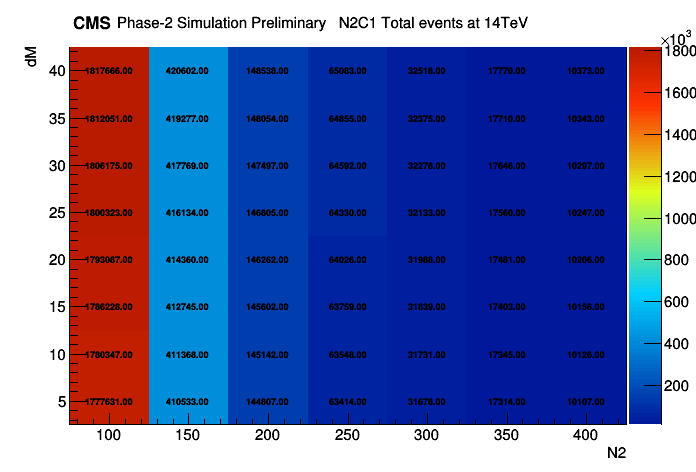 CMS Phase-2 Simulation Preliminary N2C1 Total events at 14TeV
×10³
dM
40 1817666.00 420602.00 148538.00 65083.00 32518.00 17770.00 10373.00 1800
35 1812051.00 419277.00 148054.00 64855.00 32375.00 17710.00 10343.00 1600
30 1806175.00 417769.00 147497.00 64592.00 32276.00 17646.00 10297.00 1400
1200
25 1800323.00 416134.00 146805.00 64330.00 32133.00 17560.00 10247.00 1000
20 1793067.00 414360.00 146262.00 64026.00 31988.00 17481.00 10206.00 800
15 1786228.00 412745.00 145602.00 63759.00 31839.00 17403.00 10156.00 600
10 1780347.00 411368.00 145142.00 63548.00 31731.00 17345.00 10126.00 400
5 1777631.00 410533.00 144807.00 63414.00 31676.00 17314.00 10107.00 200
100 150 200 250 300 350 400
N2